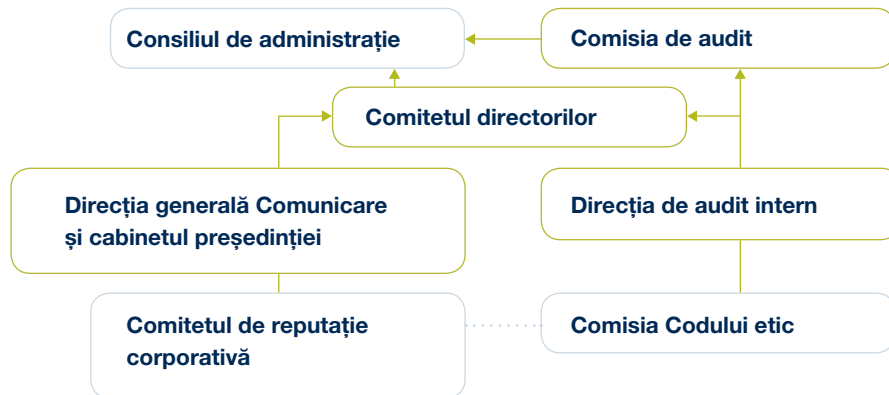 Consiliul de administrație
Comisia de audit
Comitetul directorilor
Direcția generală Comunicare
și cabinetul președinției
Direcția de audit intern
Comitetul de reputație
corporativă
Comisia Codului etic